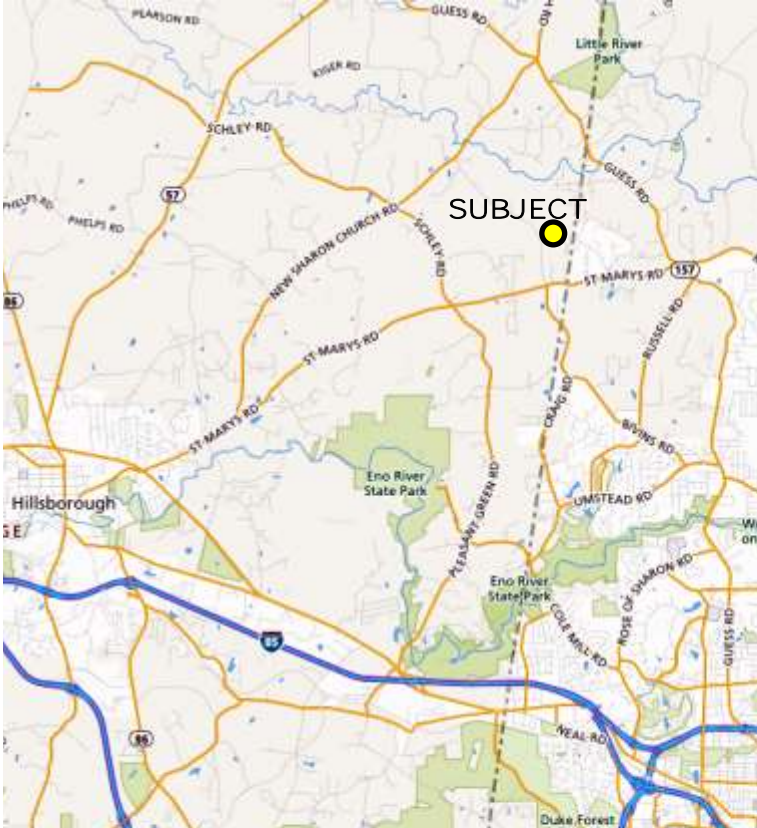 PEARSON RD
GUESS RD
Little River
Park
KIGER RD
SCHLEY RD
GUESS RD
57
PHELPS RD
PHELPS RD
SUBJECT
NEW SHARON CHURCH RD
SCHLEY RD
157
ST MARYS RD
86
RUSSELL RD
ST MARYS RD
CRAIG RD
ST MARYS RD
BIVINS RD
Eno River
State Park
Hillsborough
UMSTEAD RD
PLEASANT GREEN RD
Eno River
State Park
ROSE OF SHARON RD
COLE MILL RD
GUESS RD
85
86
NEAL RD
Duke Forest